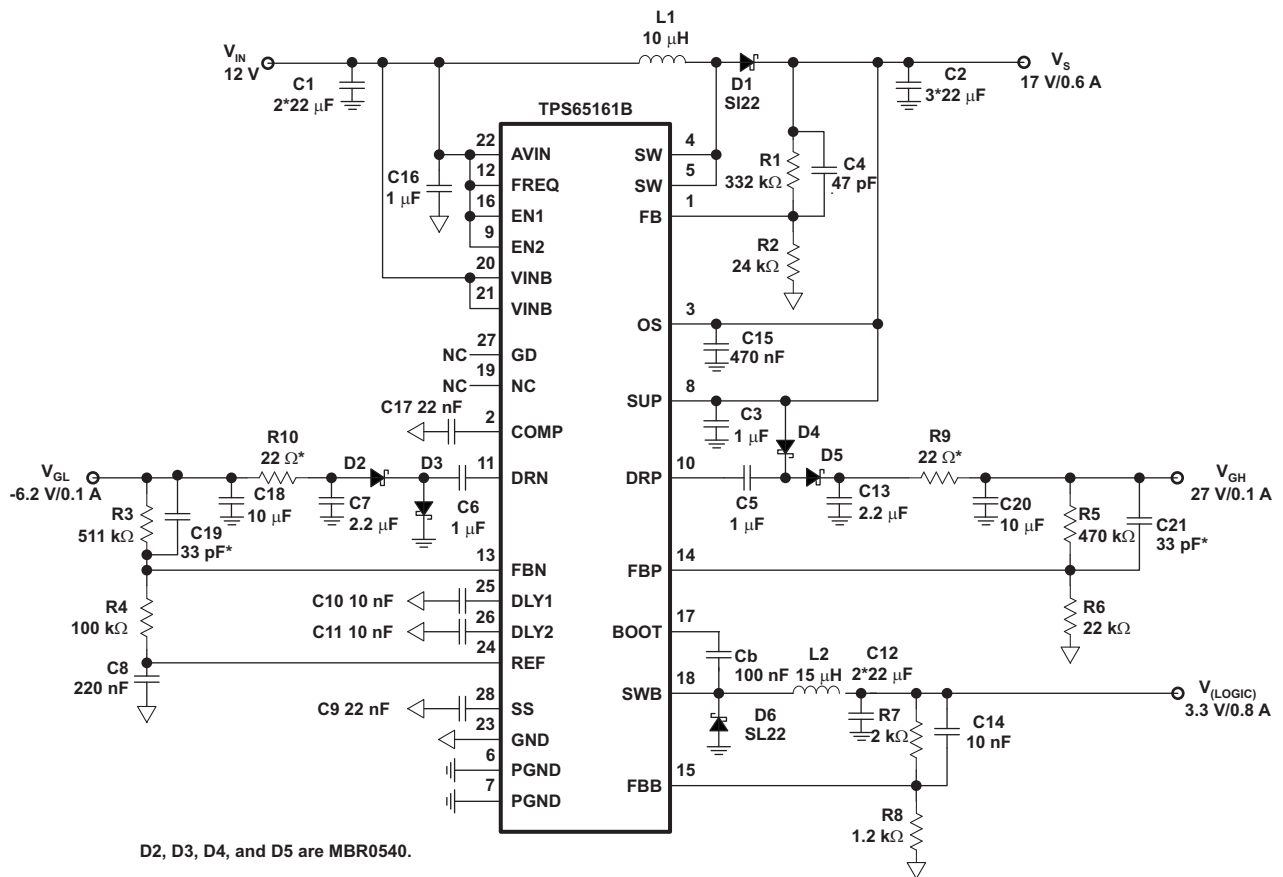 L1
10 μH
V_IN
12 V
C1
2*22 μF
D1
SI22
C2
3*22 μF
V_S
17 V/0.6 A
TPS65161B
22
AVIN
4
SW
12
FREQ
5
SW
16
EN1
1
FB
9
EN2
20
VINB
21
VINB
C16
1 μF
R1
332 kΩ
C4
47 pF
R2
24 kΩ
3
OS
C15
470 nF
27
NC
GD
19
NC
NC
8
SUP
C17 22 nF
2
COMP
C3
1 μF
D4
D5
R9
22 Ω*
R10
22 Ω*
D2
D3
11
DRN
10
DRP
V_GL
-6.2 V/0.1 A
V_GH
27 V/0.1 A
R3
511 kΩ
C19
33 pF*
C18
10 μF
C7
2.2 μF
C6
1 μF
C5
1 μF
C13
2.2 μF
C20
10 μF
R5
470 kΩ
C21
33 pF*
13
FBN
14
FBP
R4
100 kΩ
C10 10 nF
25
DLY1
C11 10 nF
26
DLY2
17
BOOT
R6
22 kΩ
24
REF
C8
220 nF
Cb
100 nF
L2
15 μH
C12
2*22 μF
18
SWB
V_(LOGIC)
3.3 V/0.8 A
C9 22 nF
28
SS
23
GND
D6
SL22
R7
2 kΩ
C14
10 nF
6
PGND
7
PGND
15
FBB
R8
1.2 kΩ
D2, D3, D4, and D5 are MBR0540.